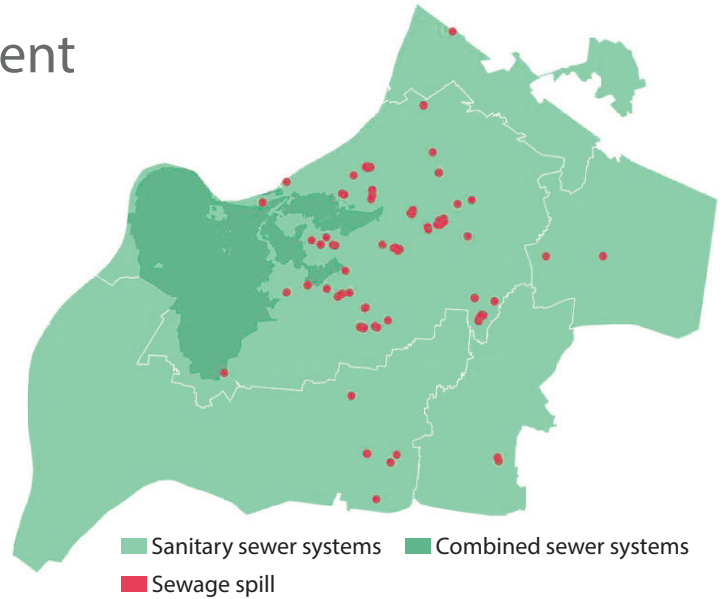 ent
Sanitary sewer systems
Combined sewer systems
Sewage spill